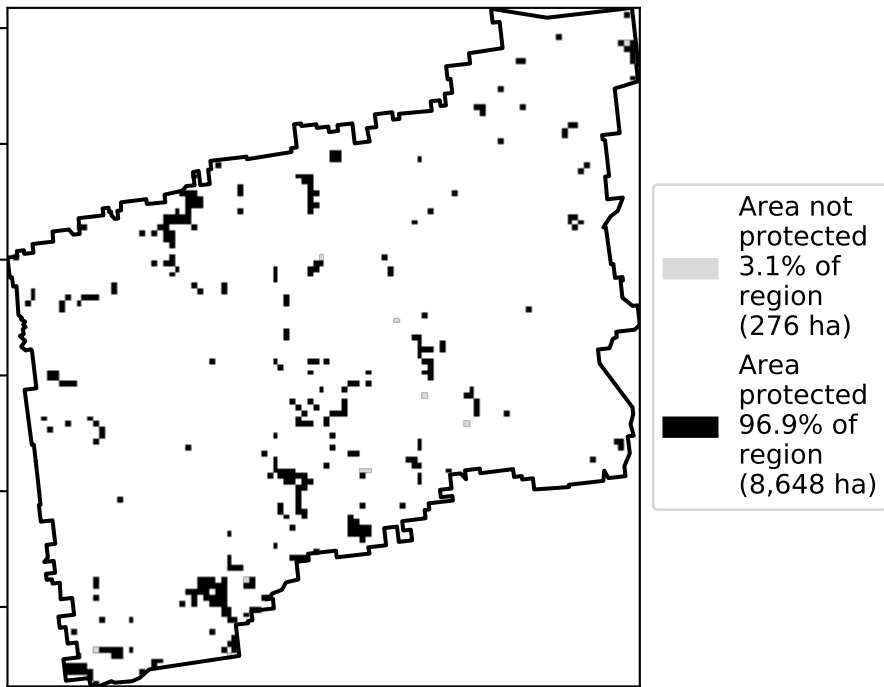 Area not
protected
3.1% of
region
(276 ha)
Area
protected
96.9% of
region
(8,648 ha)